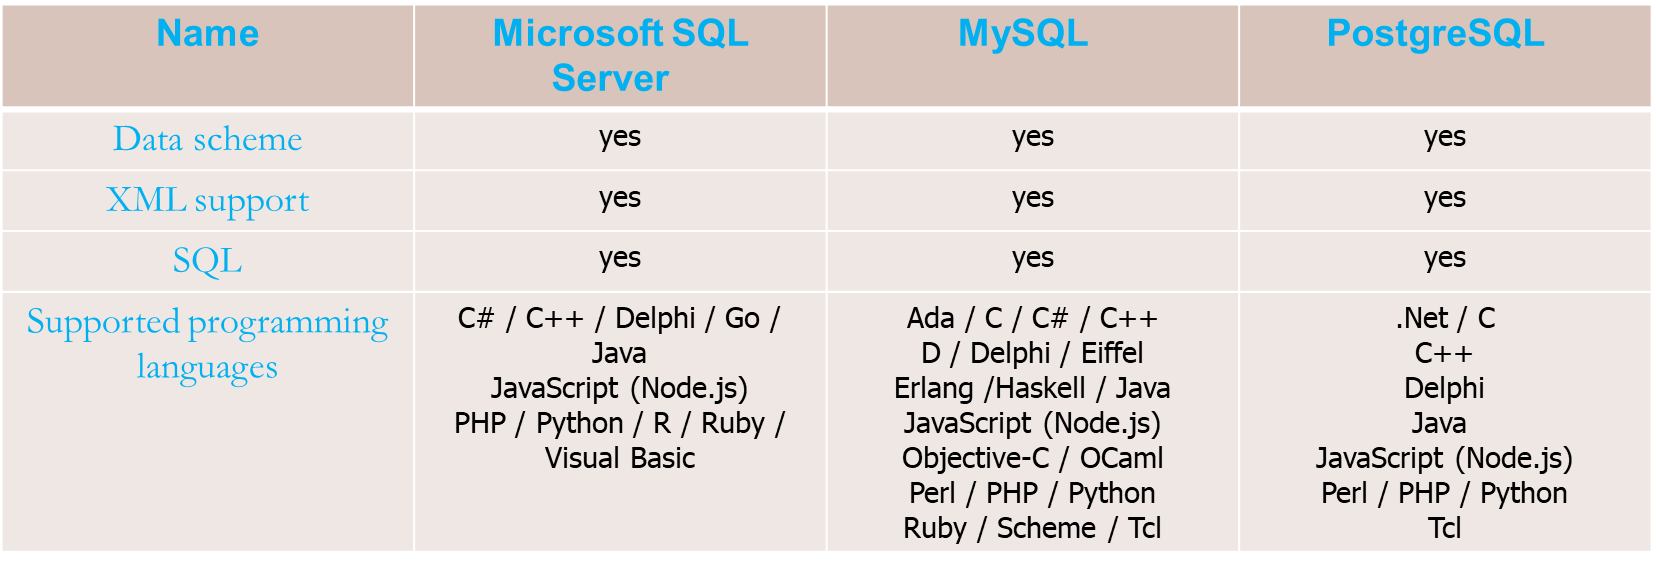 Name
Microsoft SQL
Server
MySQL
PostgreSQL
Data scheme
yes
yes
yes
XML support
yes
yes
yes
SQL
yes
yes
yes
Supported programming
languages
C# / C++ / Delphi / Go /
Java
JavaScript (Node.js)
PHP / Python / R / Ruby /
Visual Basic
Ada / C / C# / C++
D / Delphi / Eiffel
Erlang /Haskell / Java
JavaScript (Node.js)
Objective-C / OCaml
Perl / PHP / Python
Ruby / Scheme / Tcl
.Net / C
C++
Delphi
Java
JavaScript (Node.js)
Perl / PHP / Python
Tcl